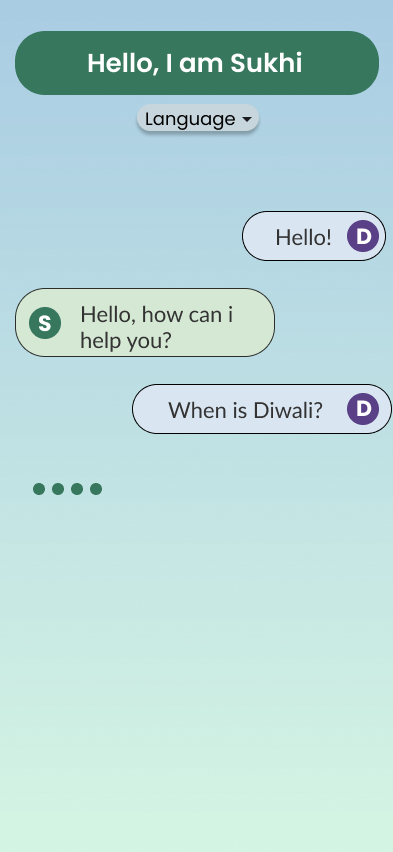 Hello, I am Sukhi
Language
Hello! D
S Hello, how can i
help you?
When is Diwali? D